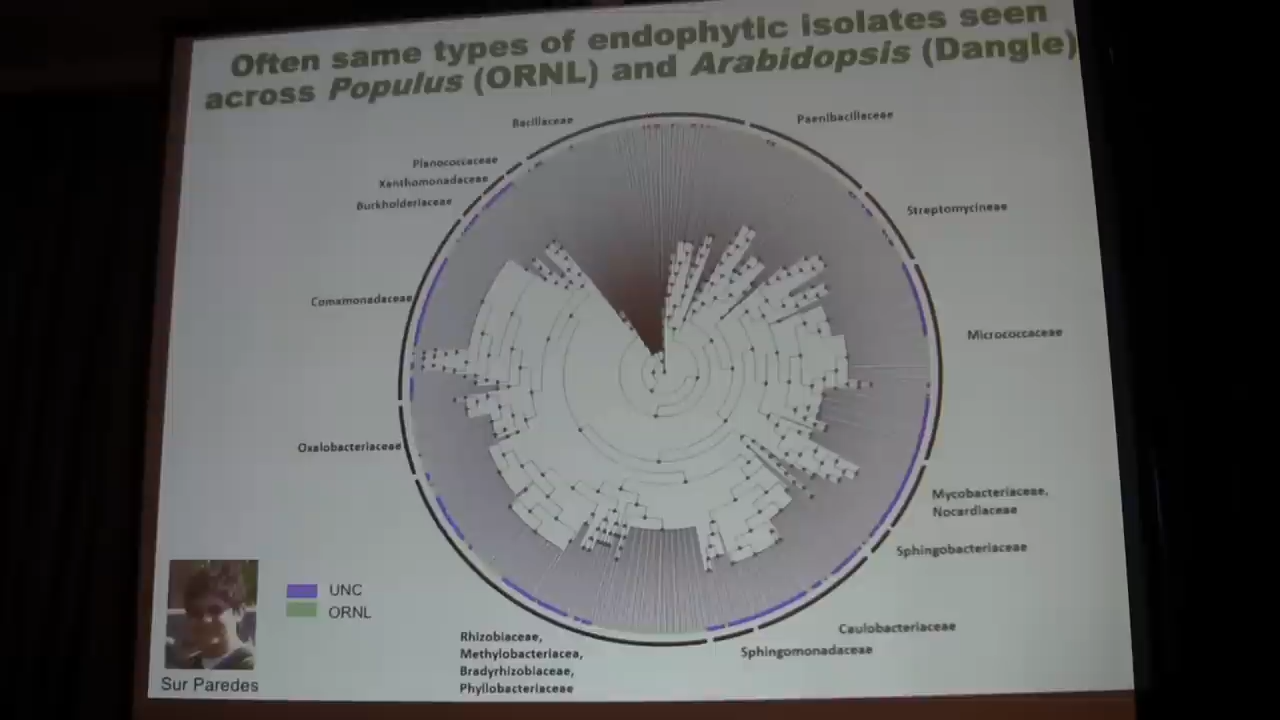 Often same types of endophytic isolates seen
across Populus (ORNL) and Arabidopsis (Dangle)
Bacillaceae
Paenibacillaceae
Planococcaceae
Xanthomonadaceae
Burkholderiaceae
Streptomycineae
Comamonadaceae
Micrococcaceae
Oxalobacteriaceae
Mycobacteriaceae,
Nocardiaceae
Sphingobacteriaceae
UNC
ORNL
Caulobacteriaceae
Sphingomonadaceae
Rhizobiaceae,
Methylobacteriacea,
Bradyrhizobiaceae,
Phyllobacteriaceae
Sur Paredes